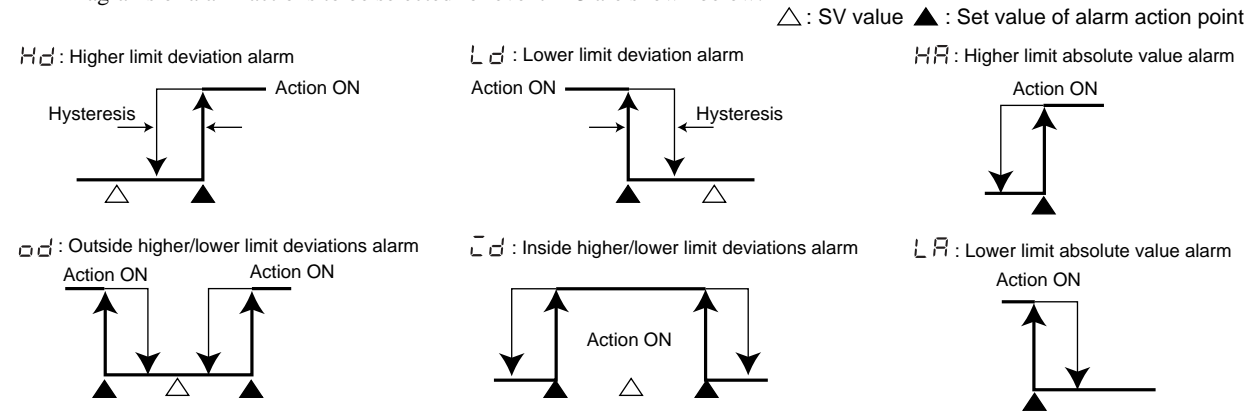 △ : SV value ▲ : Set value of alarm action point
Hd : Higher limit deviation alarm
Action ON
Hysteresis
Ld : Lower limit deviation alarm
Action ON
Hysteresis
HA : Higher limit absolute value alarm
Action ON
od : Outside higher/lower limit deviations alarm
Action ON
Action ON
id : Inside higher/lower limit deviations alarm
Action ON
LA : Lower limit absolute value alarm
Action ON